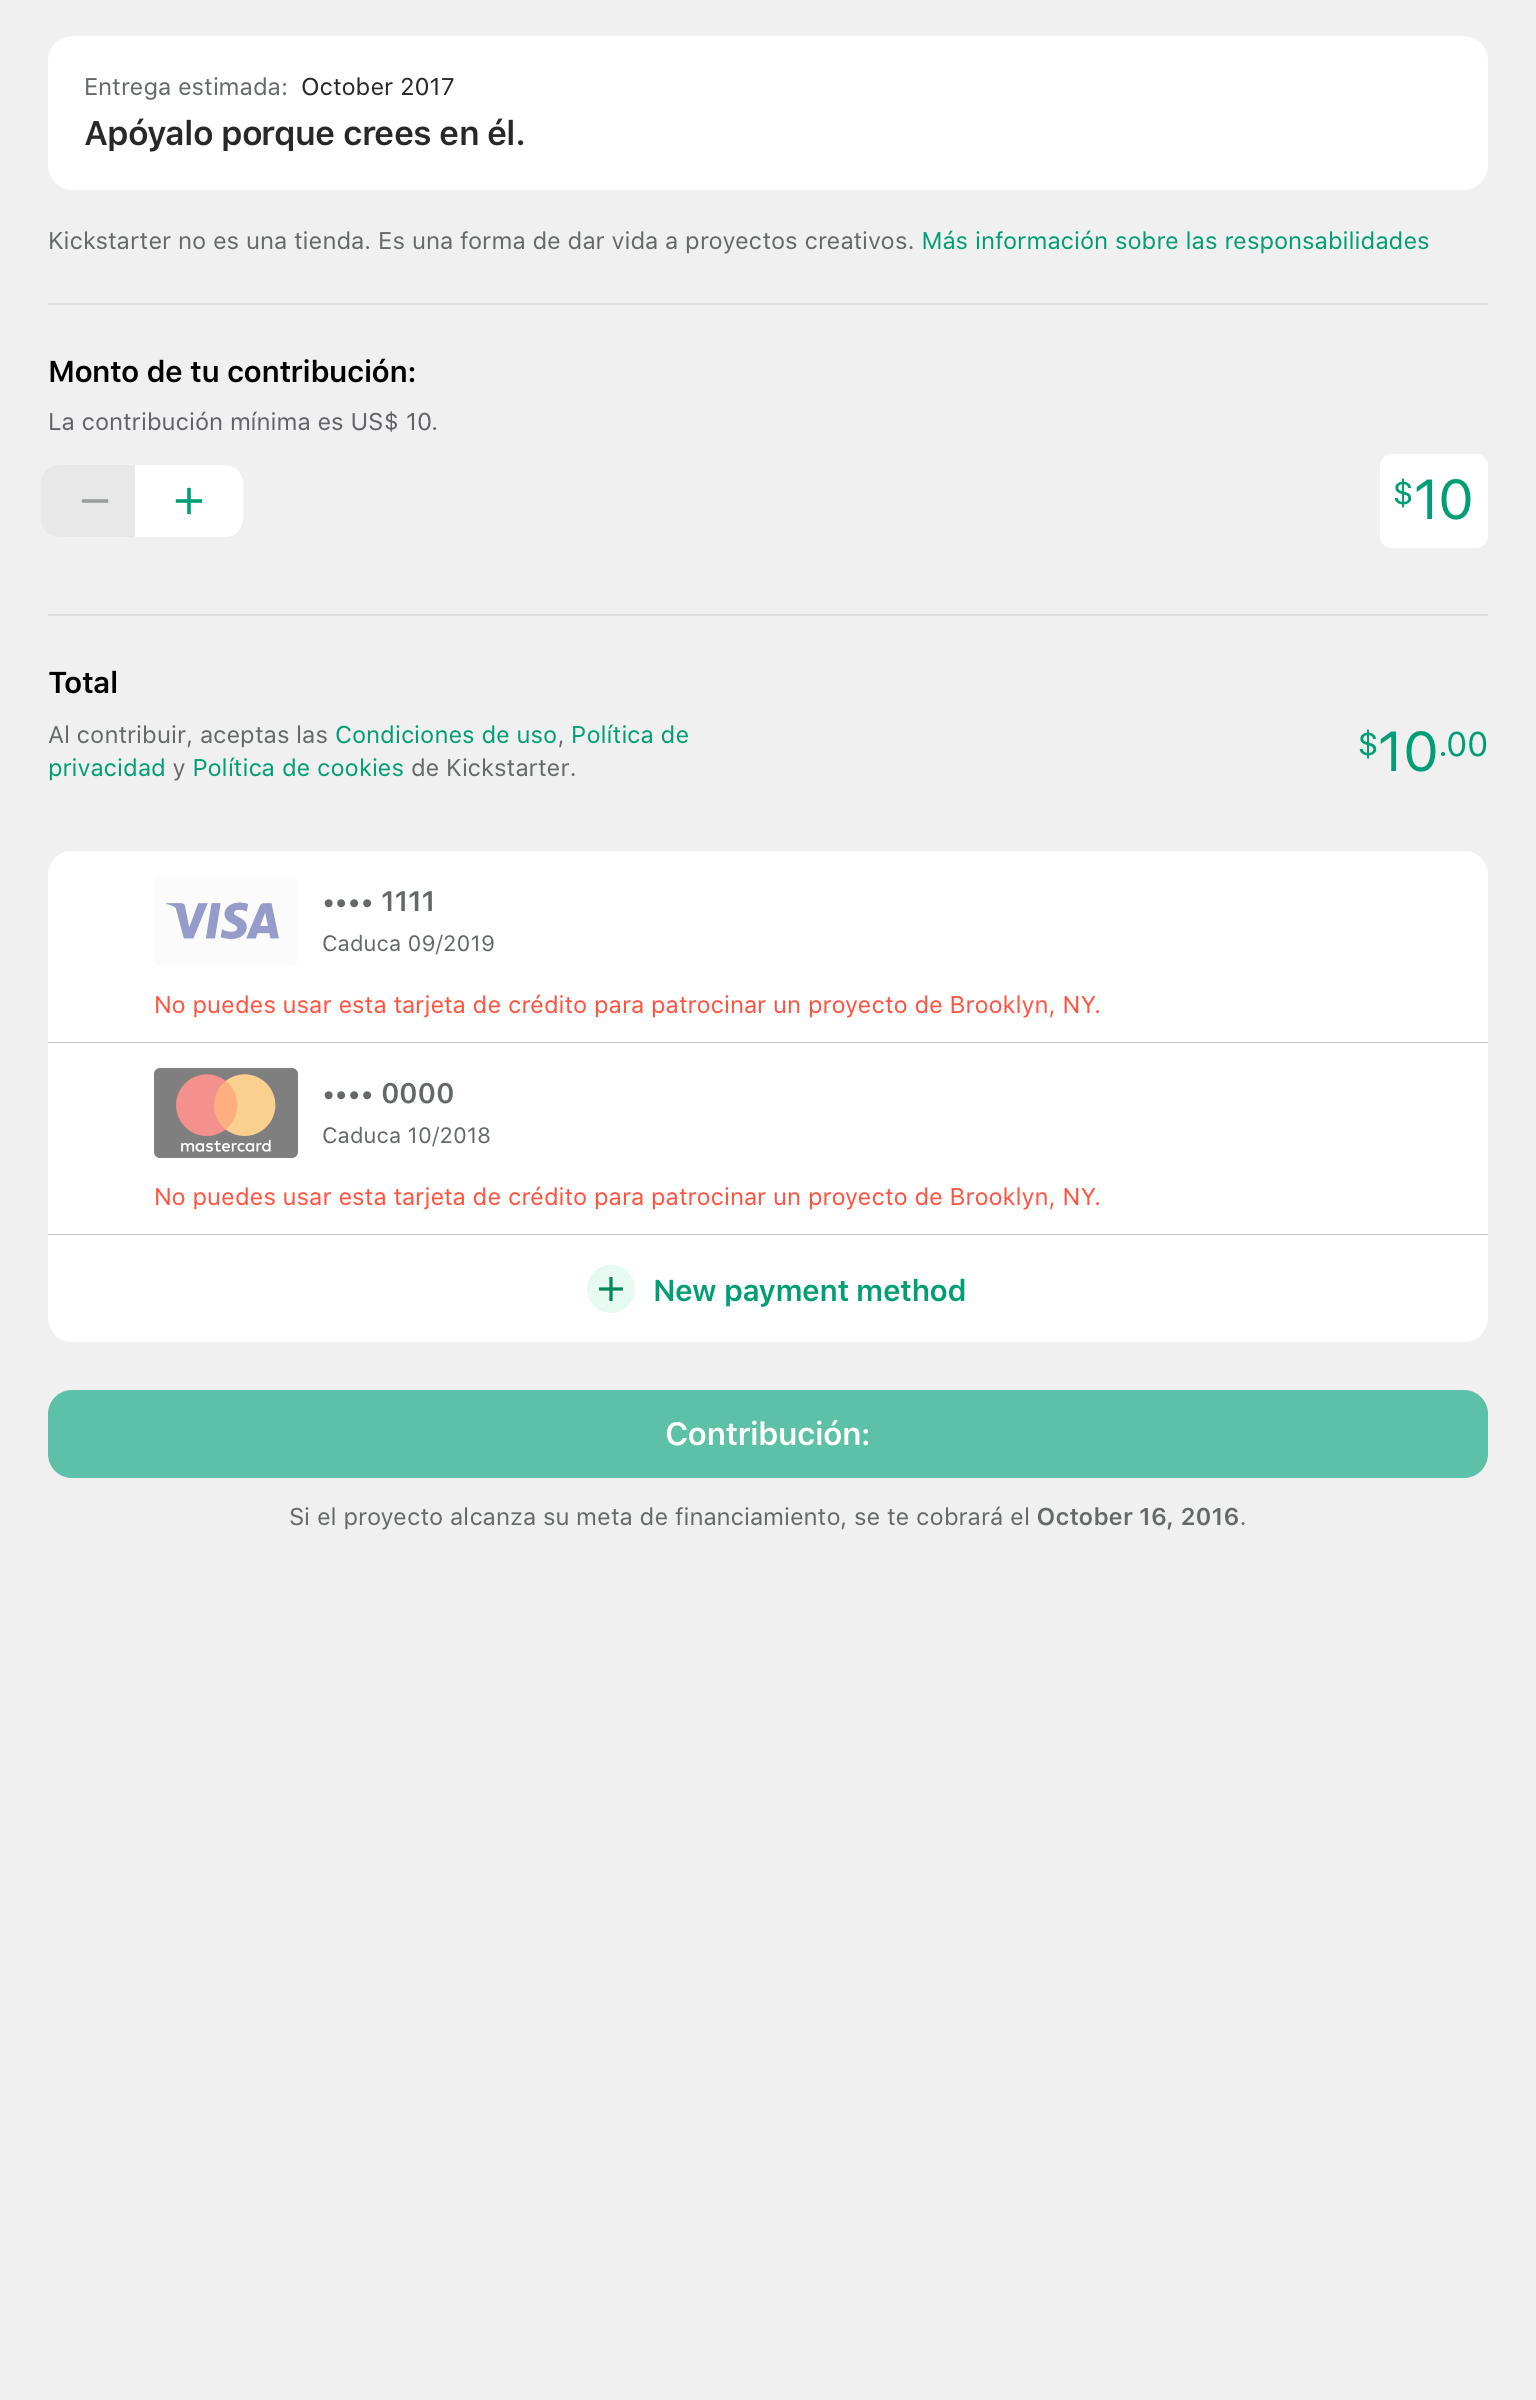 Entrega estimada: October 2017
Apóyalo porque crees en él.
Kickstarter no es una tienda. Es una forma de dar vida a proyectos creativos. Más información sobre las responsabilidades
Monto de tu contribución:
La contribución mínima es US$ 10.
$10
Total
Al contribuir, aceptas las Condiciones de uso, Política de
privacidad y Política de cookies de Kickstarter.
$10.00
VISA
•••• 1111
Caduca 09/2019
No puedes usar esta tarjeta de crédito para patrocinar un proyecto de Brooklyn, NY.
mastercard
•••• 0000
Caduca 10/2018
No puedes usar esta tarjeta de crédito para patrocinar un proyecto de Brooklyn, NY.
New payment method
Contribución:
Si el proyecto alcanza su meta de financiamiento, se te cobrará el October 16, 2016.